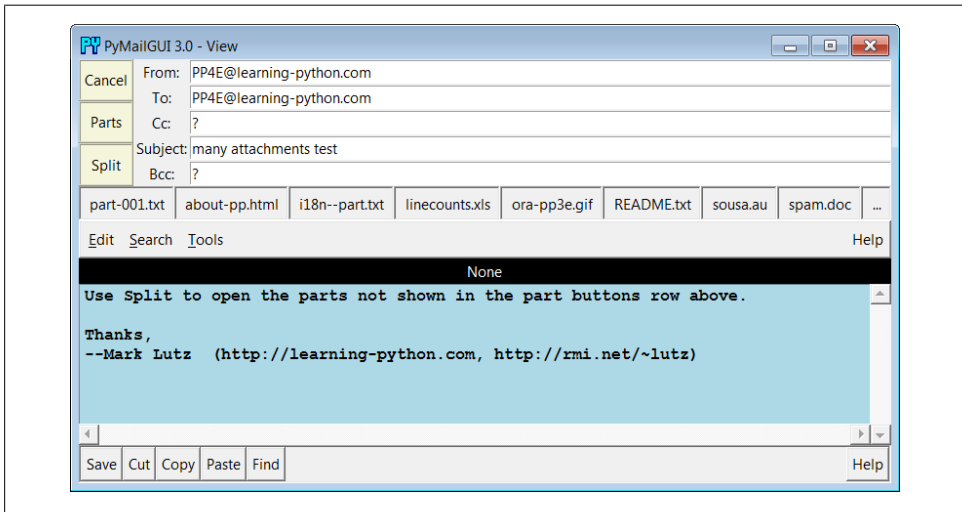 PyMailGUI 3.0 - View
Cancel From: PP4E@learning-python.com
To: PP4E@learning-python.com
Parts Cc: ?
Subject: many attachments test
Split Bcc: ?
part-001.txt about-pp.html i18n--part.txt linecounts.xls ora-pp3e.gif README.txt sousa.au spam.doc ...
Edit Search Tools Help
None
Use Split to open the parts not shown in the part buttons row above.
Thanks,
--Mark Lutz (http://learning-python.com, http://rmi.net/~lutz)
Save Cut Copy Paste Find Help